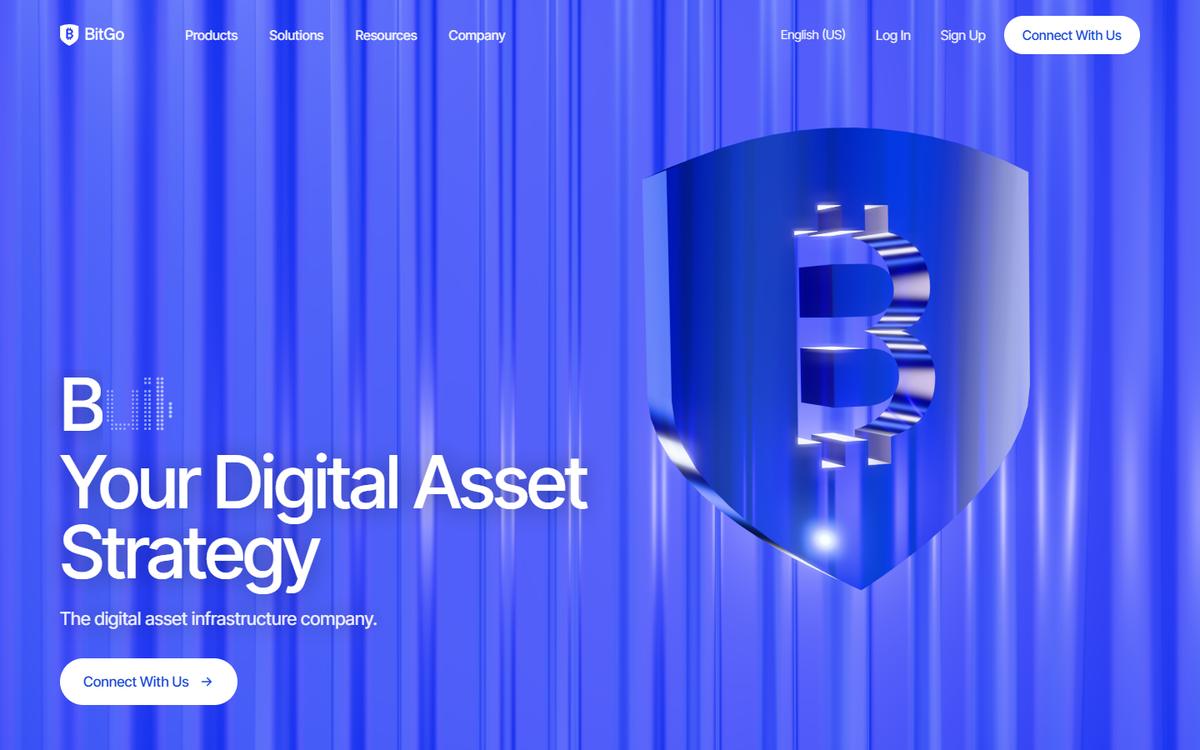 BitGo
Products
Solutions
Resources
Company
English (US)
Log In
Sign Up
Connect With Us
Your Digital Asset
Strategy
The digital asset infrastructure company.
Connect With Us →